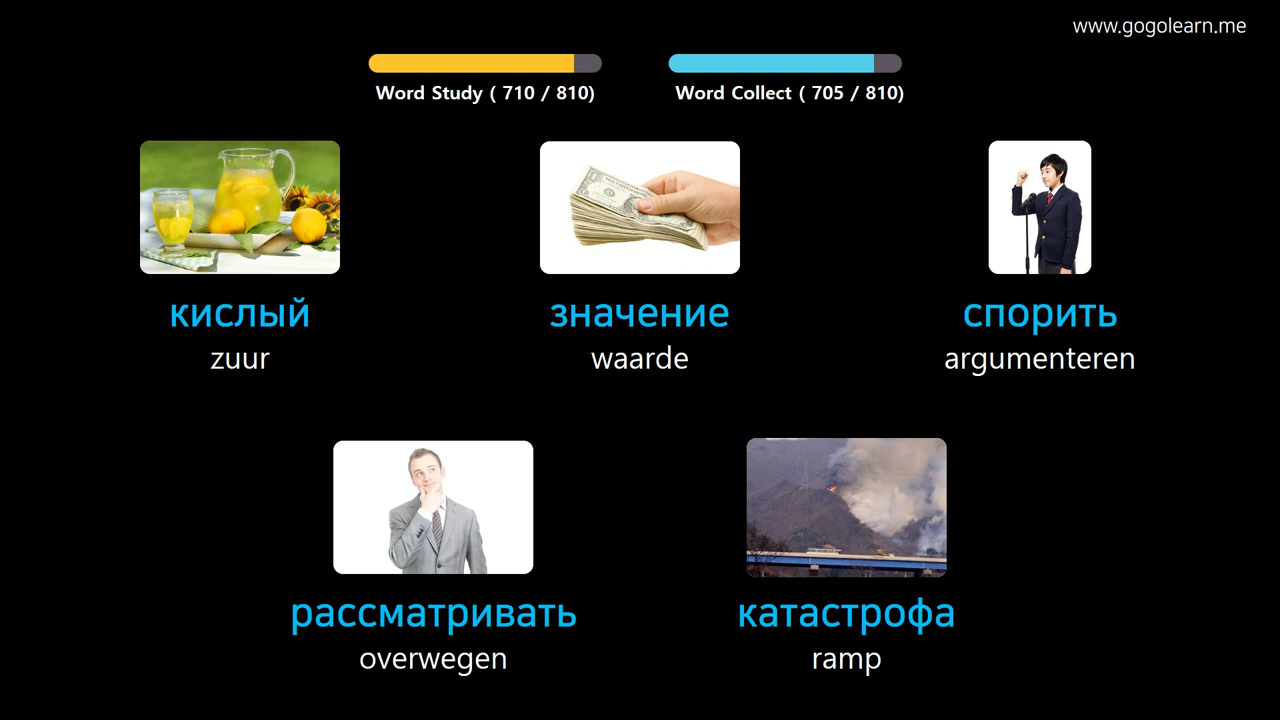 www.gogolearn.me
Word Study ( 710 / 810)
Word Collect ( 705 / 810)
кислый
zuur
значение
waarde
спорить
argumenteren
рассматривать
overwegen
катастрофа
ramp